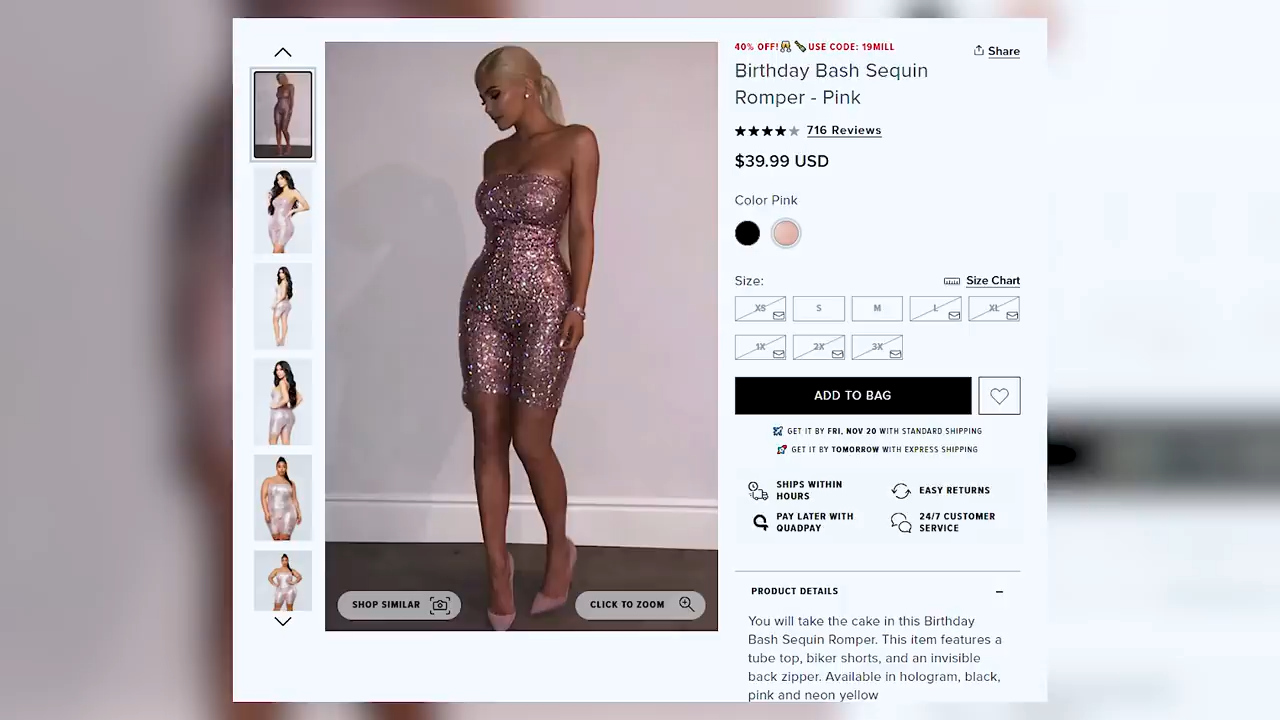 40% OFF!🥂🍾USE CODE: 19MILL
Share
Birthday Bash Sequin
Romper - Pink
716 Reviews
$39.99 USD
Color Pink
Size:
Size Chart
XS S M L XL
1X 2X 3X
ADD TO BAG
GET IT BY FRI, NOV 20 WITH STANDARD SHIPPING
GET IT BY TOMORROW WITH EXPRESS SHIPPING
SHIPS WITHIN
HOURS
EASY RETURNS
PAY LATER WITH
QUADPAY
24/7 CUSTOMER
SERVICE
SHOP SIMILAR
CLICK TO ZOOM
PRODUCT DETAILS
You will take the cake in this Birthday
Bash Sequin Romper. This item features a
tube top, biker shorts, and an invisible
back zipper. Available in hologram, black,
pink and neon yellow